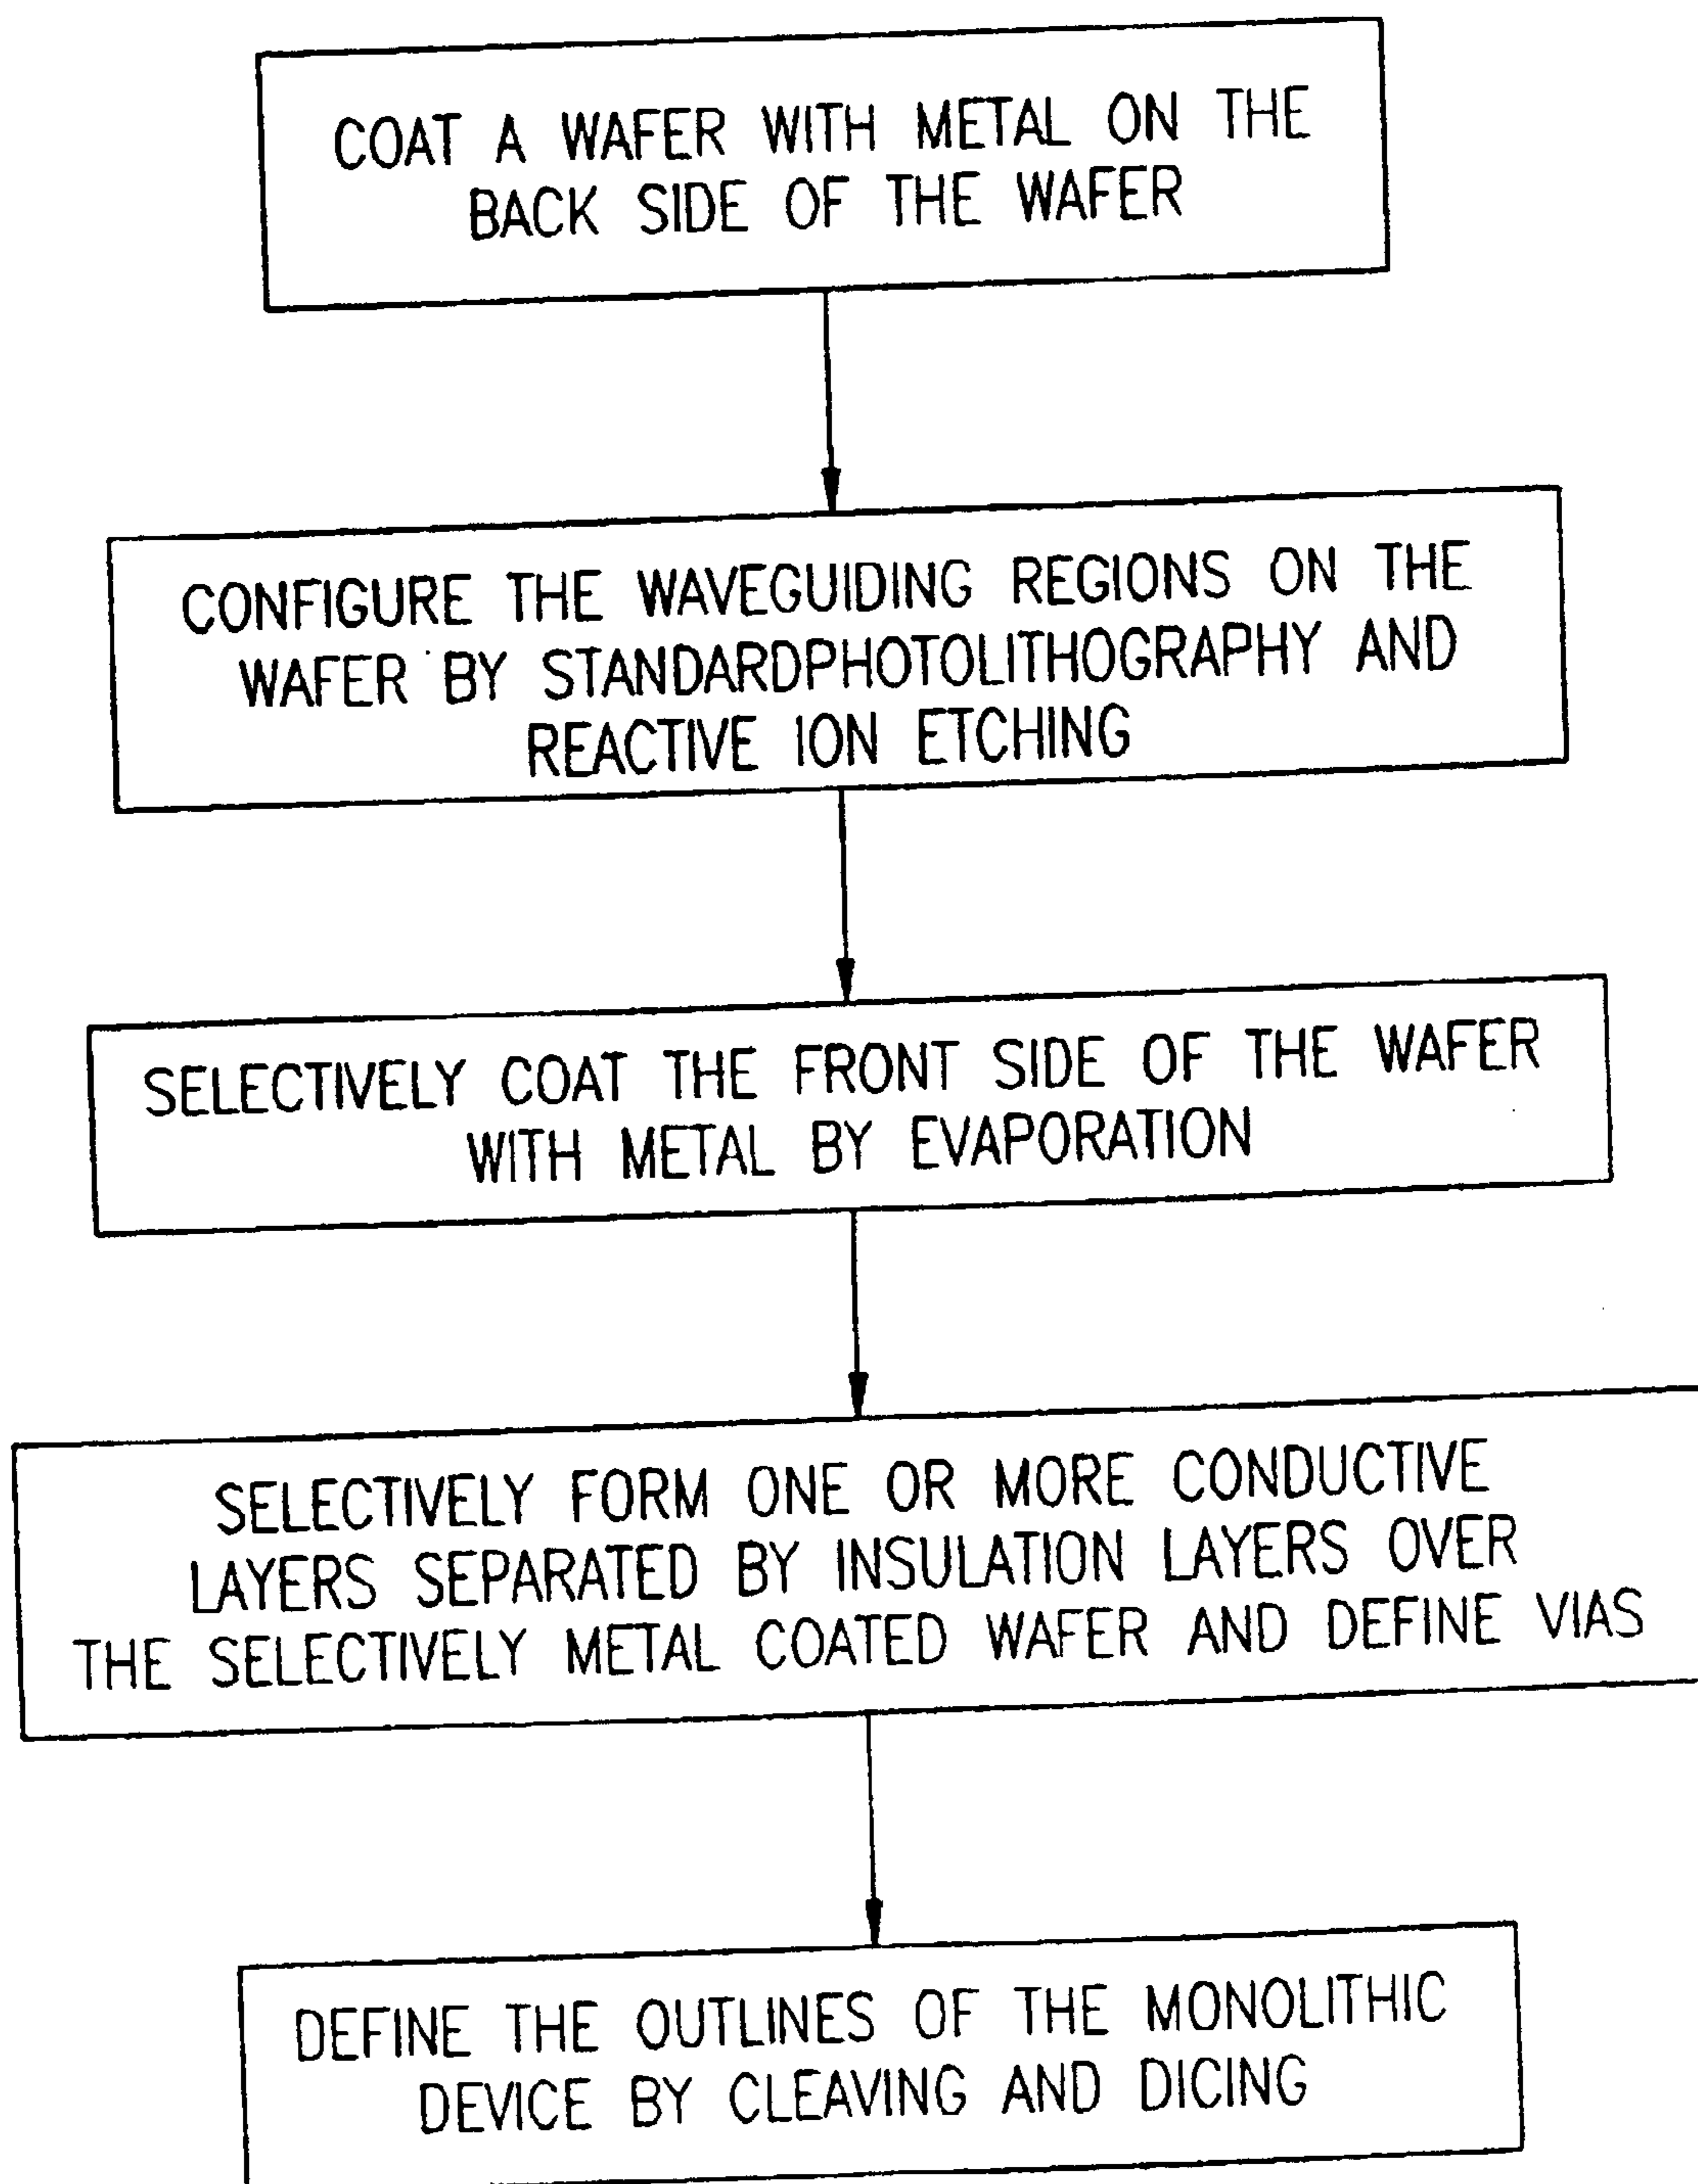 COAT A WAFER WITH METAL ON THE
BACK SIDE OF THE WAFER
CONFIGURE THE WAVEGUIDING REGIONS ON THE
WAFER BY STANDARDPHOTOLITHOGRAPHY AND
REACTIVE ION ETCHING
SELECTIVELY COAT THE FRONT SIDE OF THE WAFER
WITH METAL BY EVAPORATION
SELECTIVELY FORM ONE OR MORE CONDUCTIVE
LAYERS SEPARATED BY INSULATION LAYERS OVER
THE SELECTIVELY METAL COATED WAFER AND DEFINE VIAS
DEFINE THE OUTLINES OF THE MONOLITHIC
DEVICE BY CLEAVING AND DICING